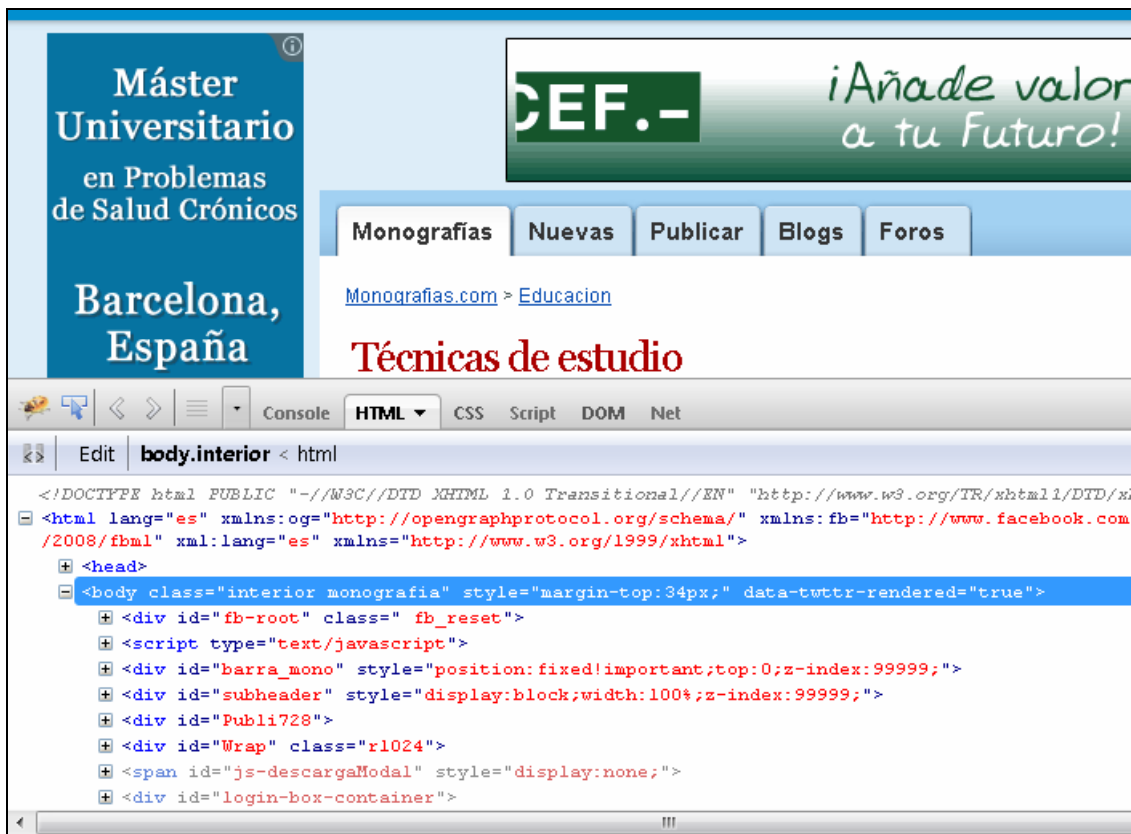 Máster
Universitario
en Problemas
de Salud Crónicos
Barcelona,
España
CEF.-
¡Añade valor
a tu Futuro!
Monografías Nuevas Publicar Blogs Foros
Monografias.com > Educacion
Técnicas de estudio
Console HTML CSS Script DOM Net
Edit body.interior < html
<!DOCTYPE html PUBLIC "-//W3C//DTD XHTML 1.0 Transitional//EN" "http://www.w3.org/TR/xhtml1/DTD/xh
<html lang="es" xmlns:og="http://opengraphprotocol.org/schema/" xmlns:fb="http://www.facebook.com
/2008/fbml" xml:lang="es" xmlns="http://www.w3.org/1999/xhtml">
<head>
<body class="interior monografia" style="margin-top:34px;" data-twttr-rendered="true">
<div id="fb-root" class=" fb_reset">
<script type="text/javascript">
<div id="barra_mono" style="position:fixed!important;top:0;z-index:99999;">
<div id="subheader" style="display:block;width:100%;z-index:99999;">
<div id="Publi728">
<div id="Wrap" class="r1024">
<span id="js-descargaModal" style="display:none;">
<div id="login-box-container">